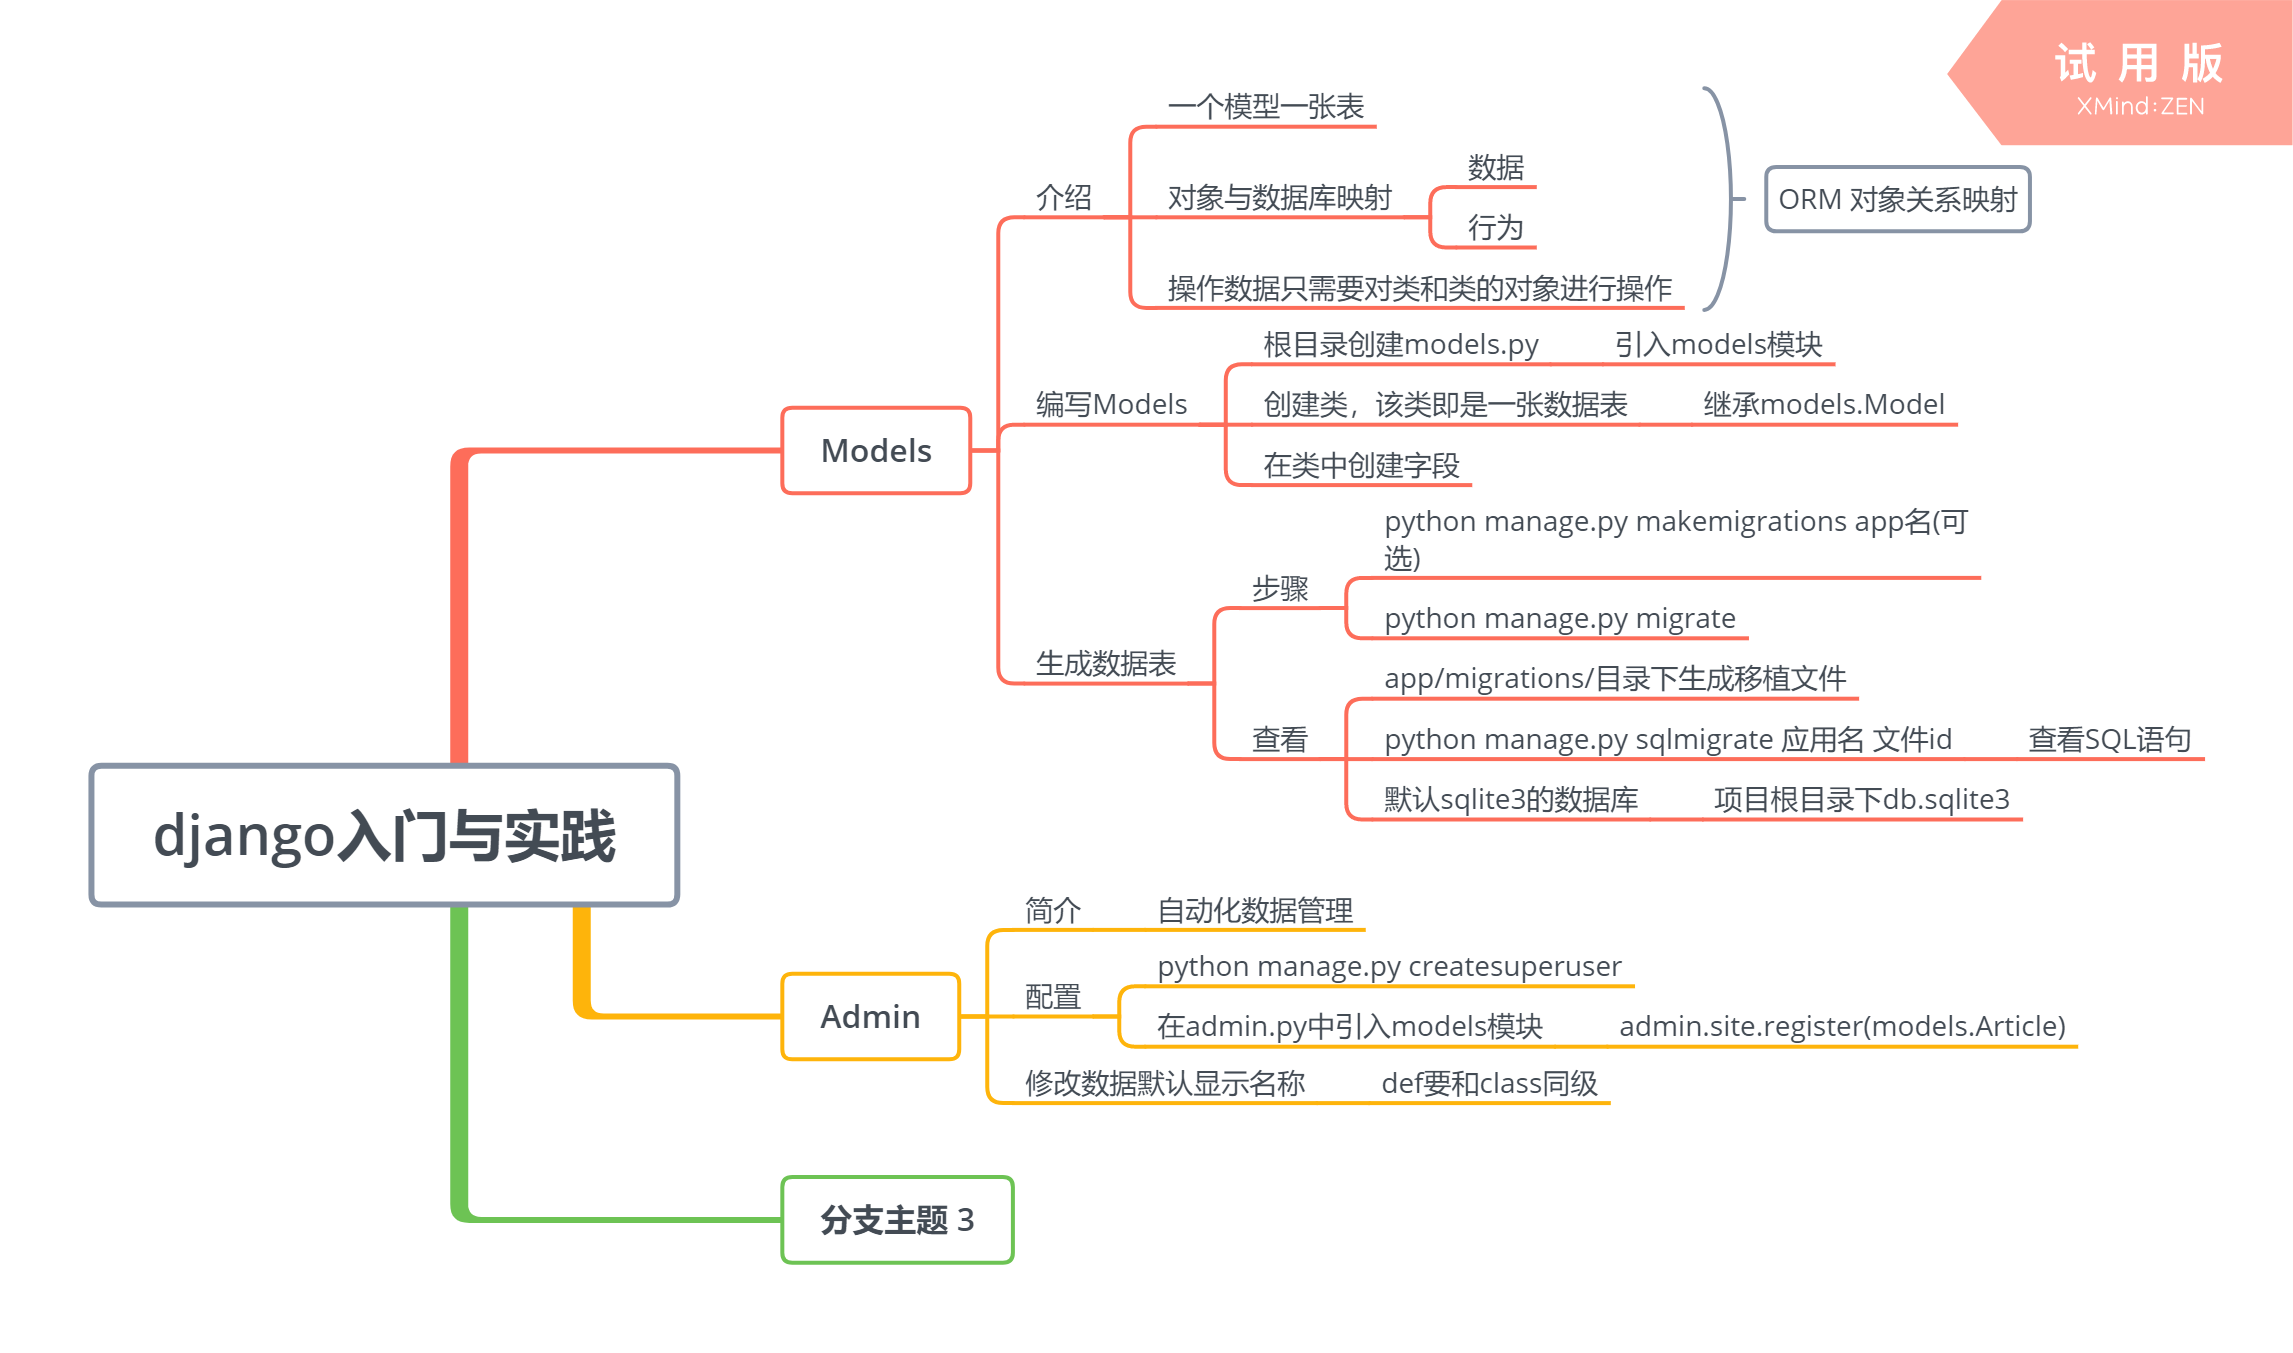 试 用 版
XMind:ZEN
django入门与实践
Models
介绍
一个模型一张表
对象与数据库映射
数据
行为
操作数据只需要对类和类的对象进行操作
ORM 对象关系映射
编写Models
根目录创建models.py
引入models模块
创建类，该类即是一张数据表
继承models.Model
在类中创建字段
生成数据表
步骤
python manage.py makemigrations app名(可
选)
python manage.py migrate
查看
app/migrations/目录下生成移植文件
python manage.py sqlmigrate 应用名 文件id
查看SQL语句
默认sqlite3的数据库
项目根目录下db.sqlite3
Admin
简介
自动化数据管理
配置
python manage.py createsuperuser
在admin.py中引入models模块
admin.site.register(models.Article)
修改数据默认显示名称
def要和class同级
分支主题 3